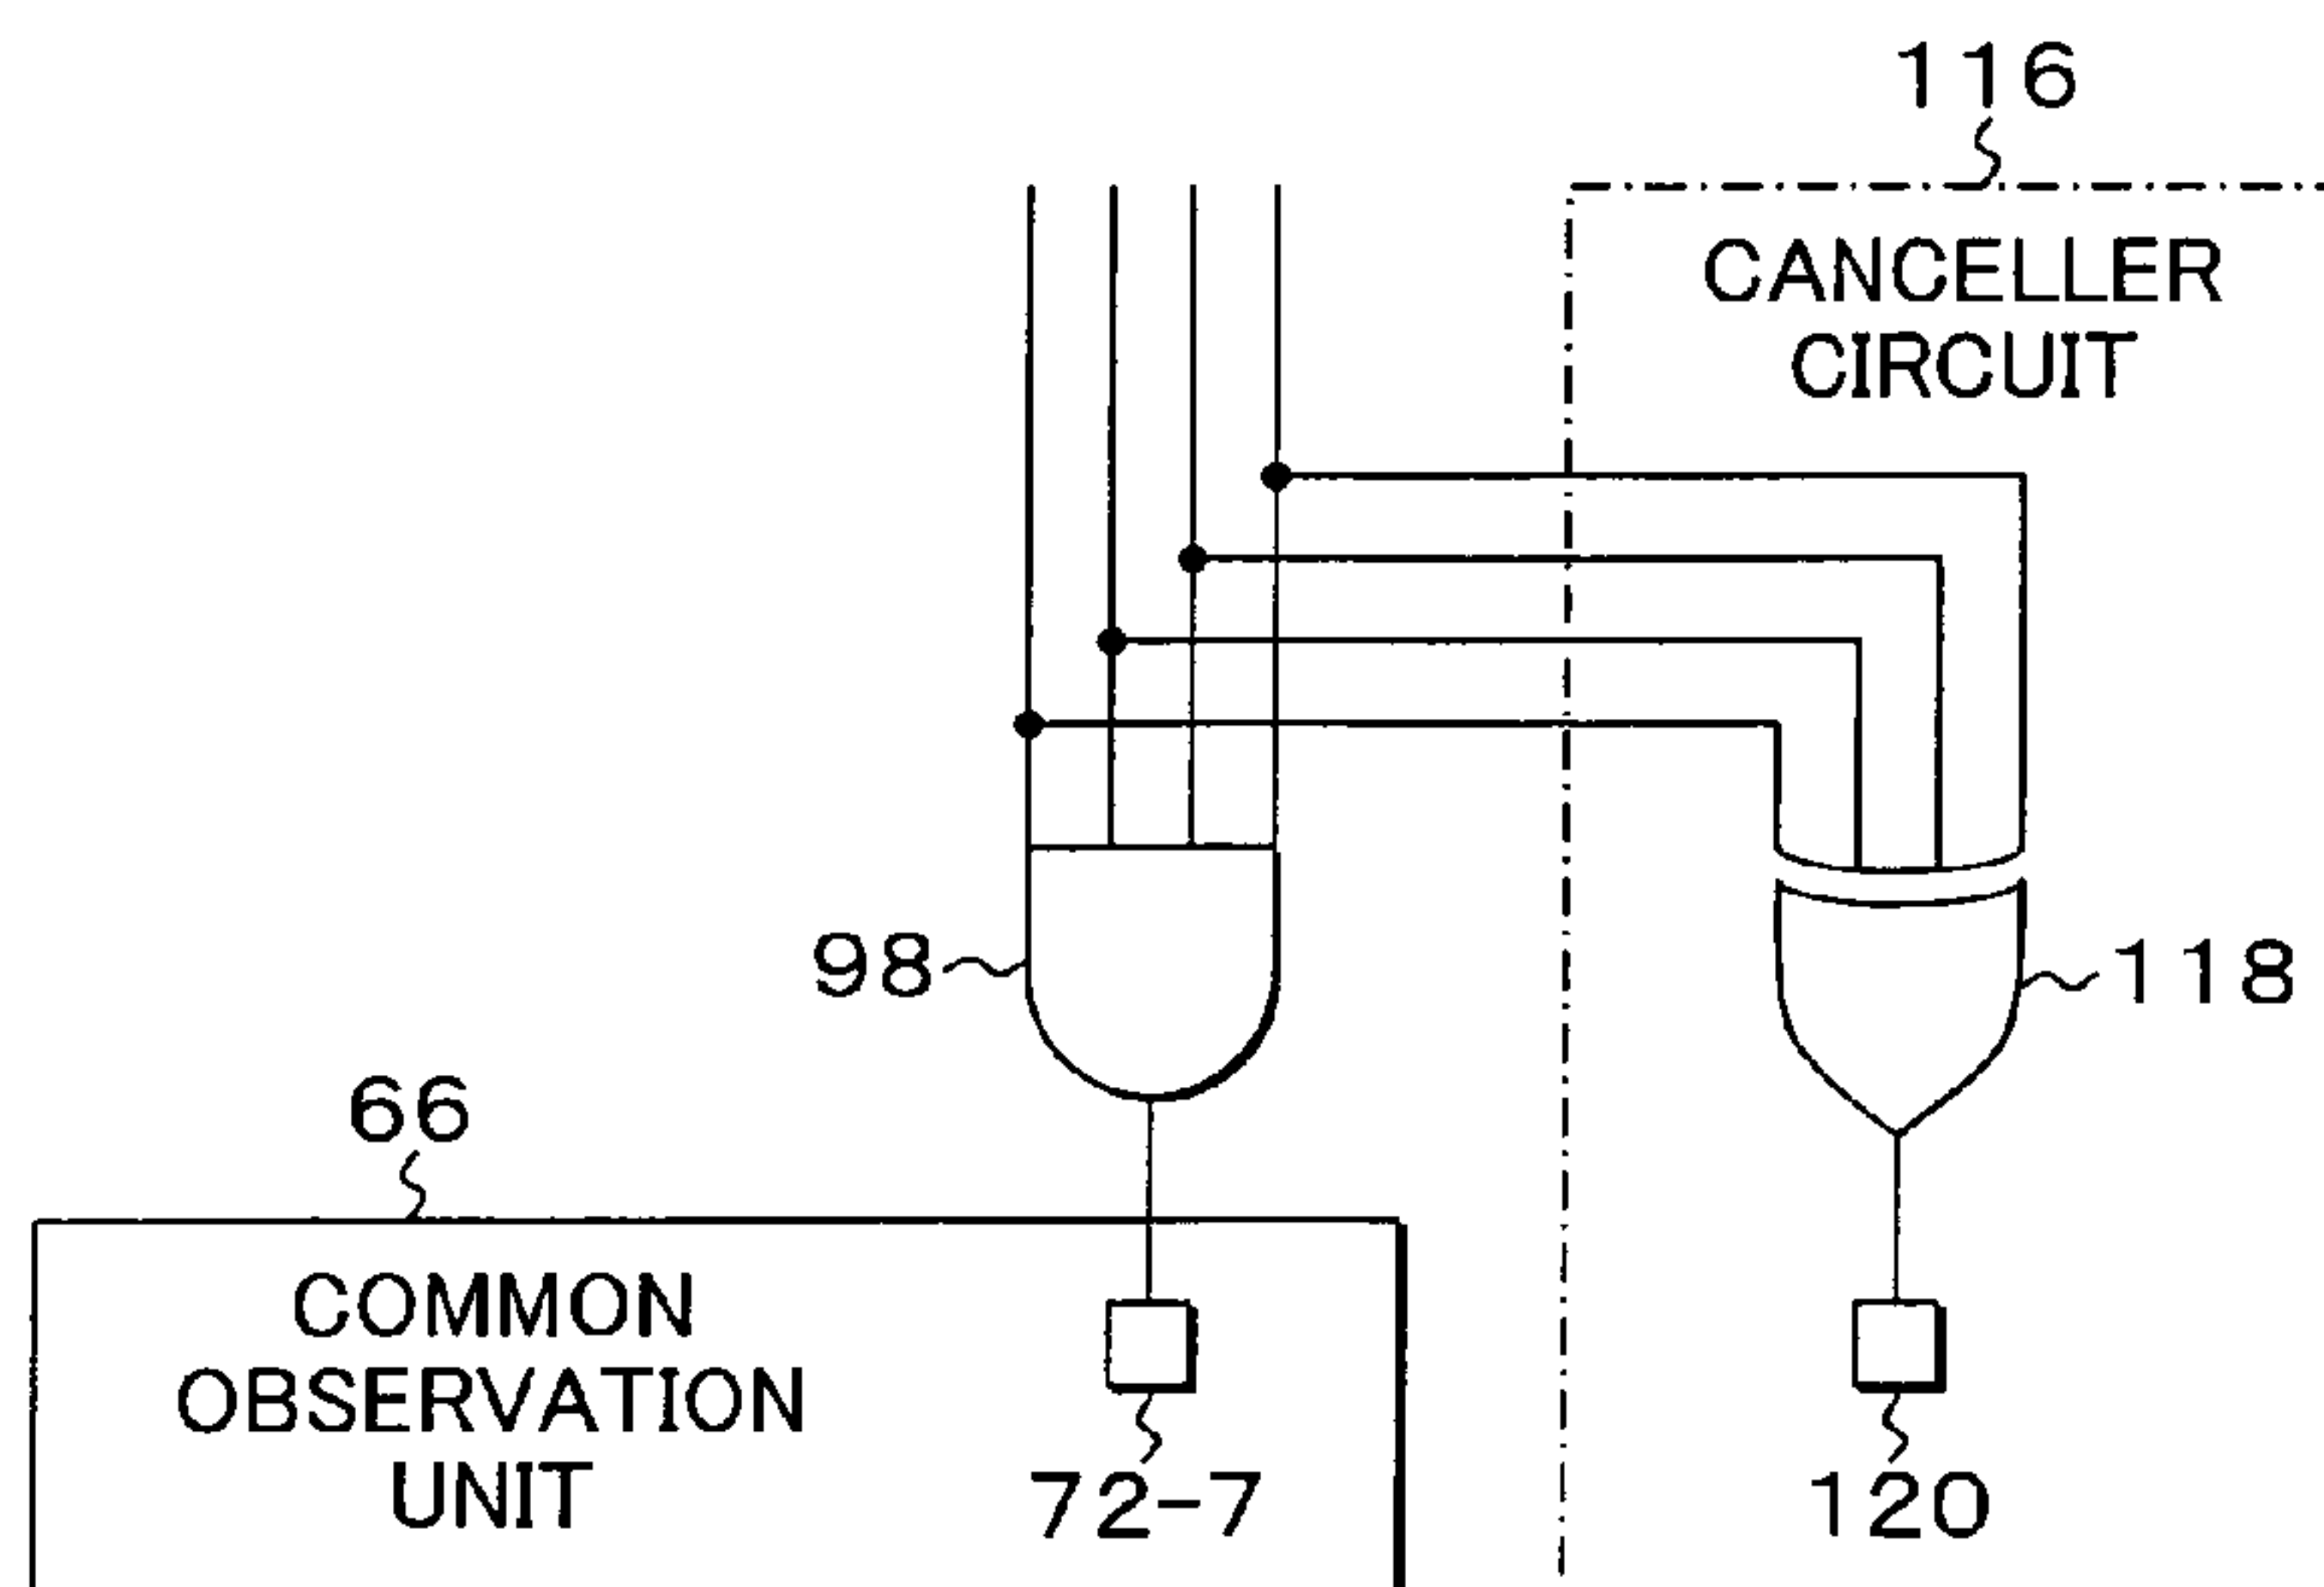 116
CANCELLER
CIRCUIT
98
118
66
COMMON
OBSERVATION
UNIT
72-7
120